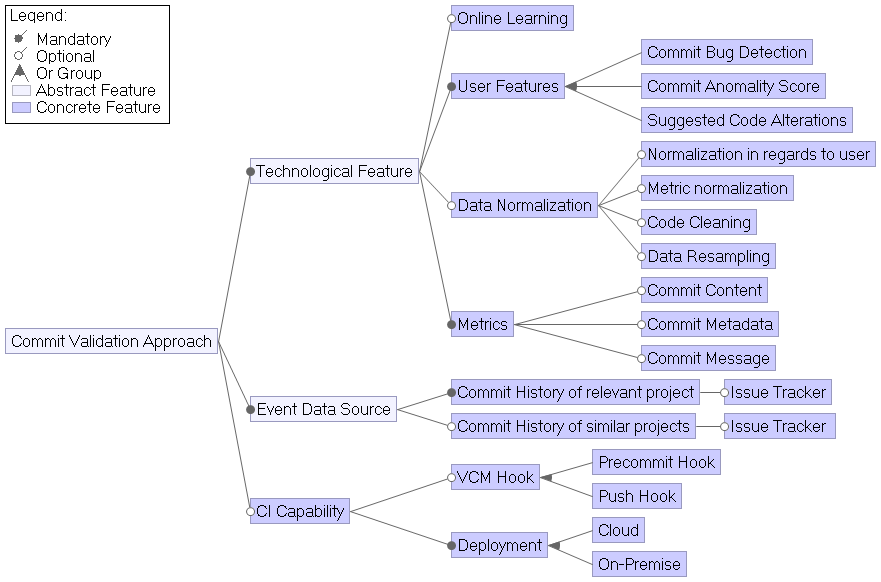 Legend:
Mandatory
Optional
Or Group
Abstract Feature
Concrete Feature
Online Learning
Commit Bug Detection
User Features
Commit Anomality Score
Suggested Code Alterations
Normalization in regards to user
Technological Feature
Metric normalization
Data Normalization
Code Cleaning
Data Resampling
Commit Content
Metrics
Commit Metadata
Commit Validation Approach
Commit Message
Commit History of relevant project
Issue Tracker
Event Data Source
Commit History of similar projects
Issue Tracker
Precommit Hook
VCM Hook
Push Hook
CI Capability
Cloud
Deployment
On-Premise